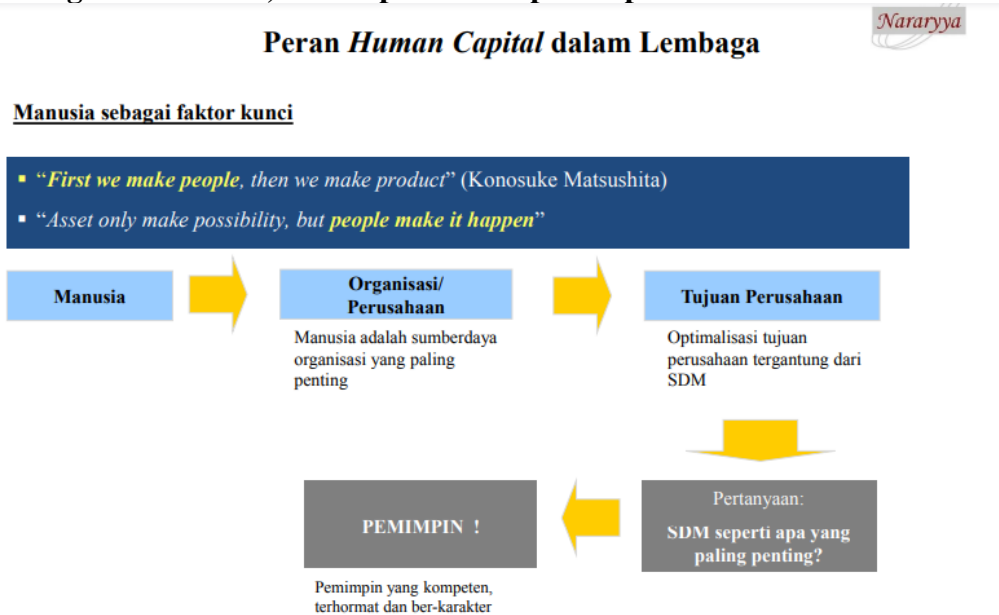 Nararyya
Peran Human Capital dalam Lembaga
Manusia sebagai faktor kunci
▪ “First we make people, then we make product” (Konosuke Matsushita)
▪ “Asset only make possibility, but people make it happen”
Manusia
Organisasi/
Perusahaan
Tujuan Perusahaan
Manusia adalah sumberdaya
organisasi yang paling
penting
Optimalisasi tujuan
perusahaan tergantung dari
SDM
Pertanyaan:
SDM seperti apa yang
paling penting?
PEMIMPIN !
Pemimpin yang kompeten,
terhormat dan ber-karakter